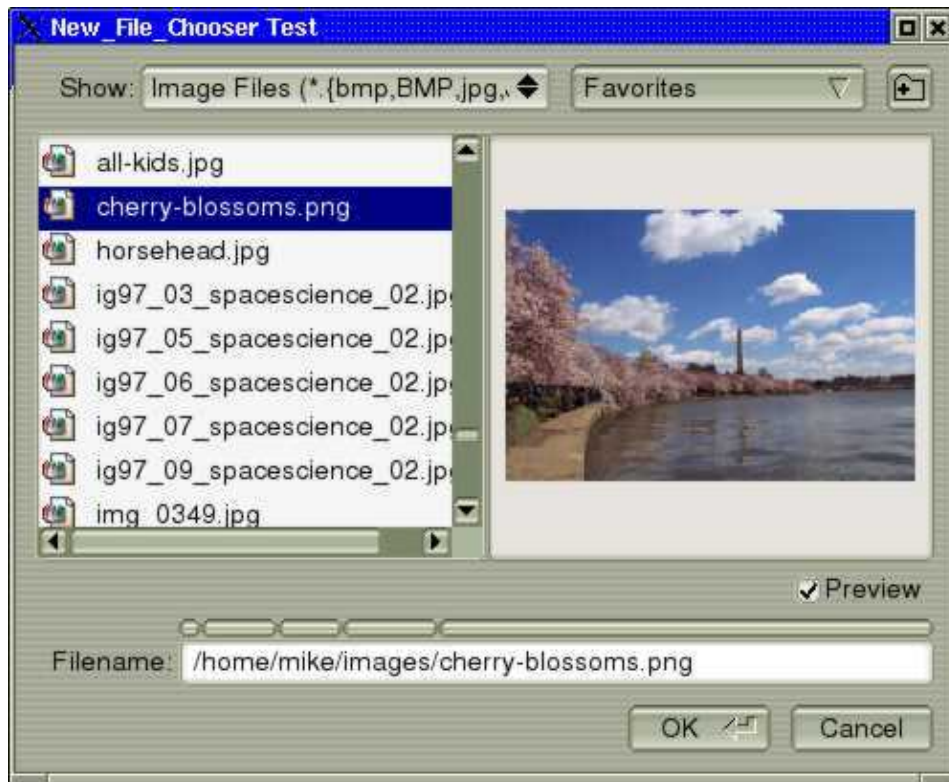 New_File_Chooser Test
Show: Image Files (*.{bmp,BMP,jpg, Favorites
all-kids.jpg
cherry-blossoms.png
horsehead.jpg
ig97_03_spacescience_02.jp
ig97_05_spacescience_02.jp
ig97_06_spacescience_02.jp
ig97_07_spacescience_02.jp
ig97_09_spacescience_02.jp
img_0349.jpg
Preview
Filename: /home/mike/images/cherry-blossoms.png
OK Cancel